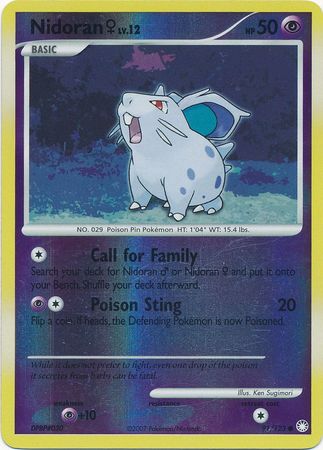 Nidoran♀ LV.12 HP 50
BASIC
NO. 029 Poison Pin Pokémon HT: 1'04" WT: 15.4 lbs.
Call for Family
Search your deck for Nidoran ♂ or Nidoran ♀ and put it onto
your Bench. Shuffle your deck afterward.
Poison Sting 20
Flip a coin. If heads, the Defending Pokémon is now Poisoned.
While it does not prefer to fight, even one drop of the poison
it secretes from barbs can be fatal.
Illus. Ken Sugimori
weakness resistance retreat cost
+10
DPBP#030 ©2007 Pokémon/Nintendo 97/123